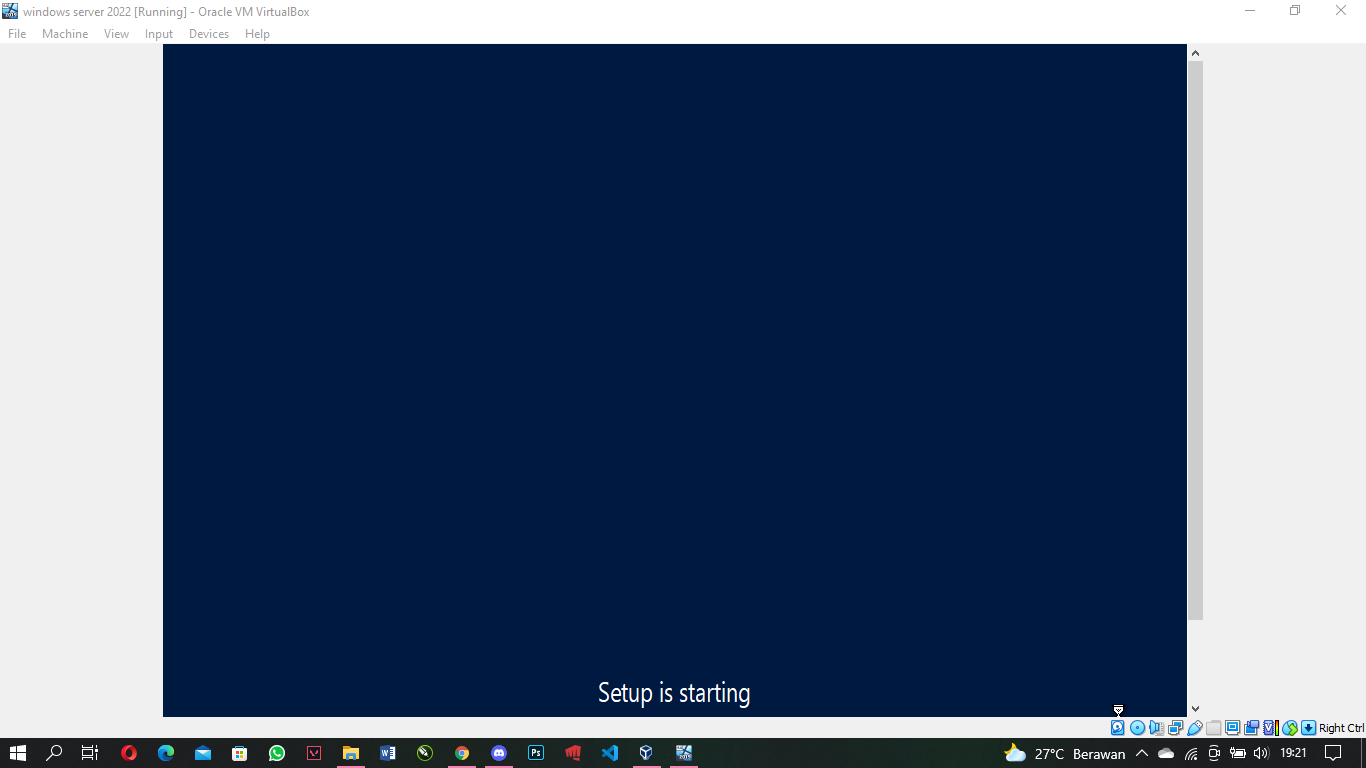 windows server 2022 [Running] - Oracle VM VirtualBox
File Machine View Input Devices Help
Setup is starting
Right Ctrl
27°C Berawan 19:21